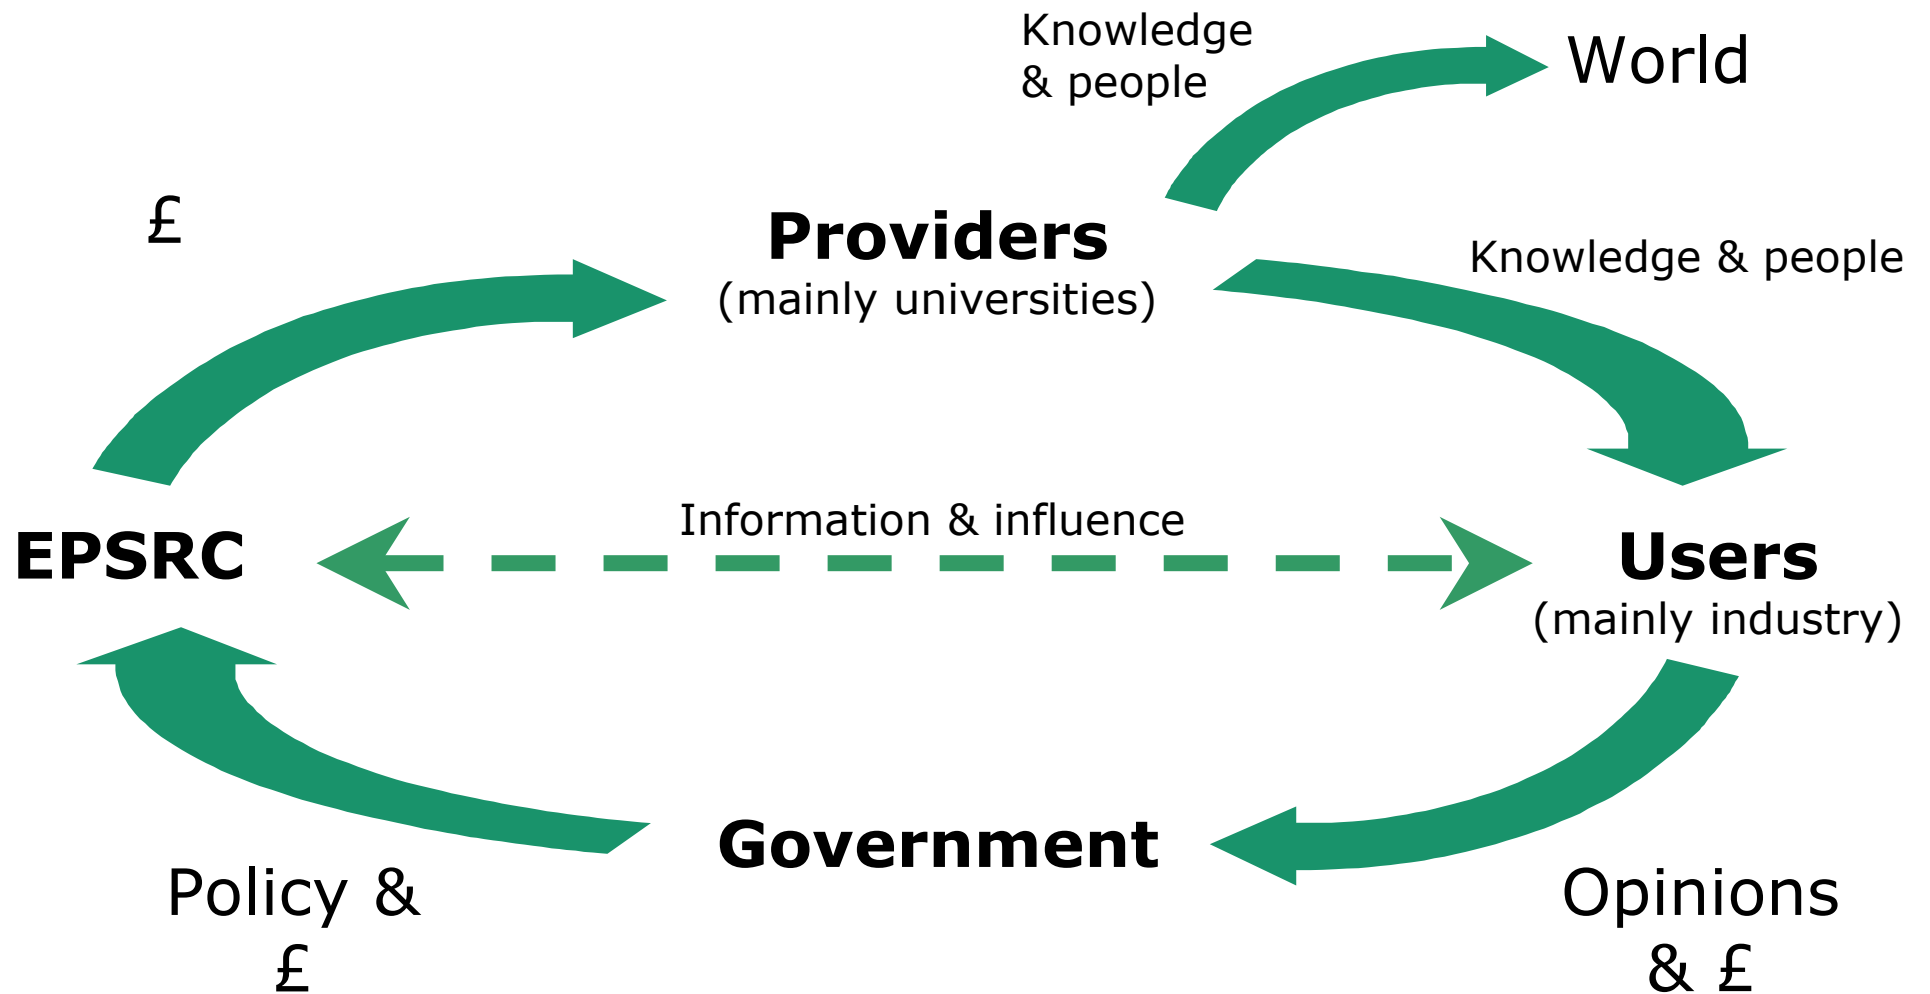 Knowledge
& people
World
£
Providers
(mainly universities)
Knowledge & people
Information & influence
EPSRC
Users
(mainly industry)
Government
Policy &
£
Opinions
& £